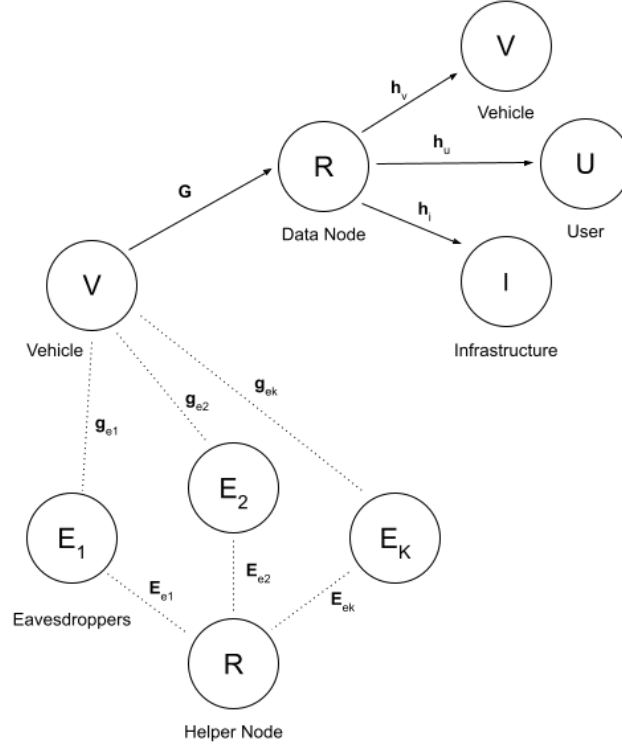 V
h_v
Vehicle
R
h_u
U
G
h_i
Data Node
User
V
I
Vehicle
Infrastructure
g_ek
g_e2
g_e1
E_2
E_1
E_K
E_e2
E_e1
E_ek
Eavesdroppers
R
Helper Node